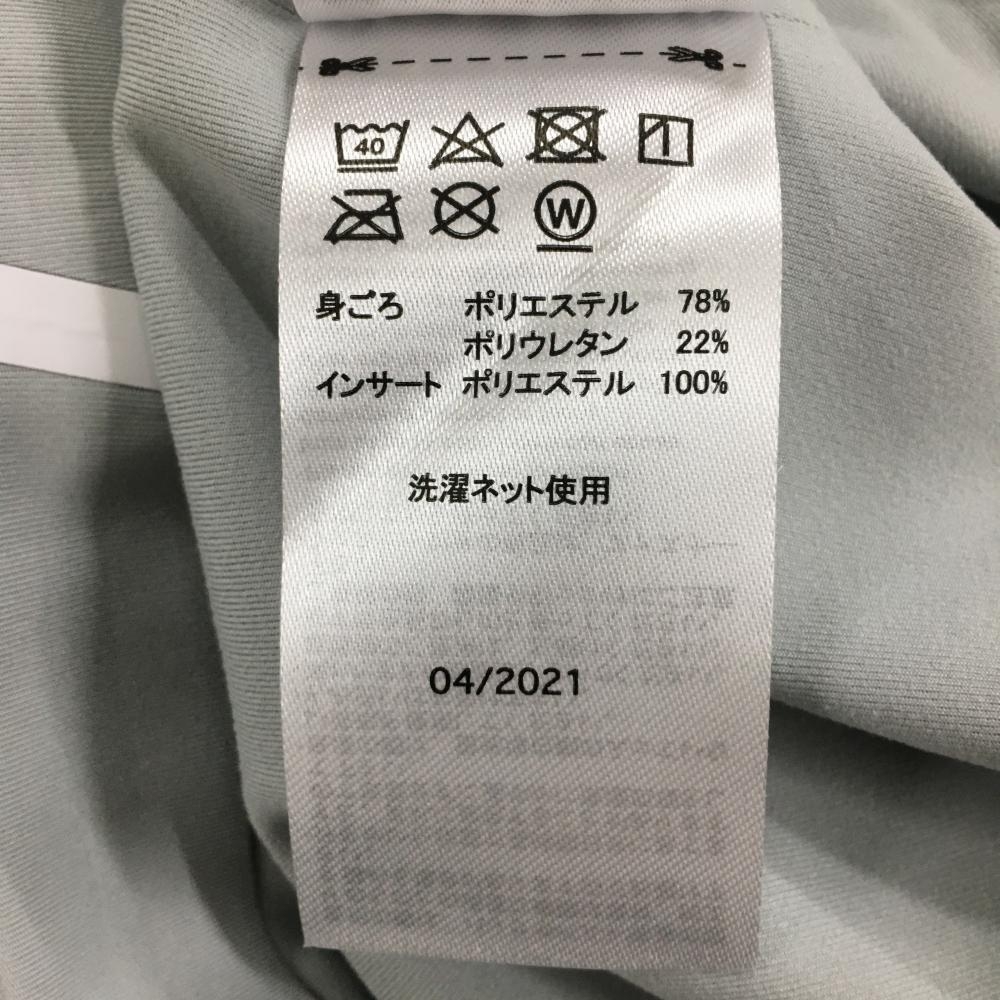 40
W
身ごろ ポリエステル 78%
ポリウレタン 22%
インサート ポリエステル 100%
洗濯ネット使用
04/2021